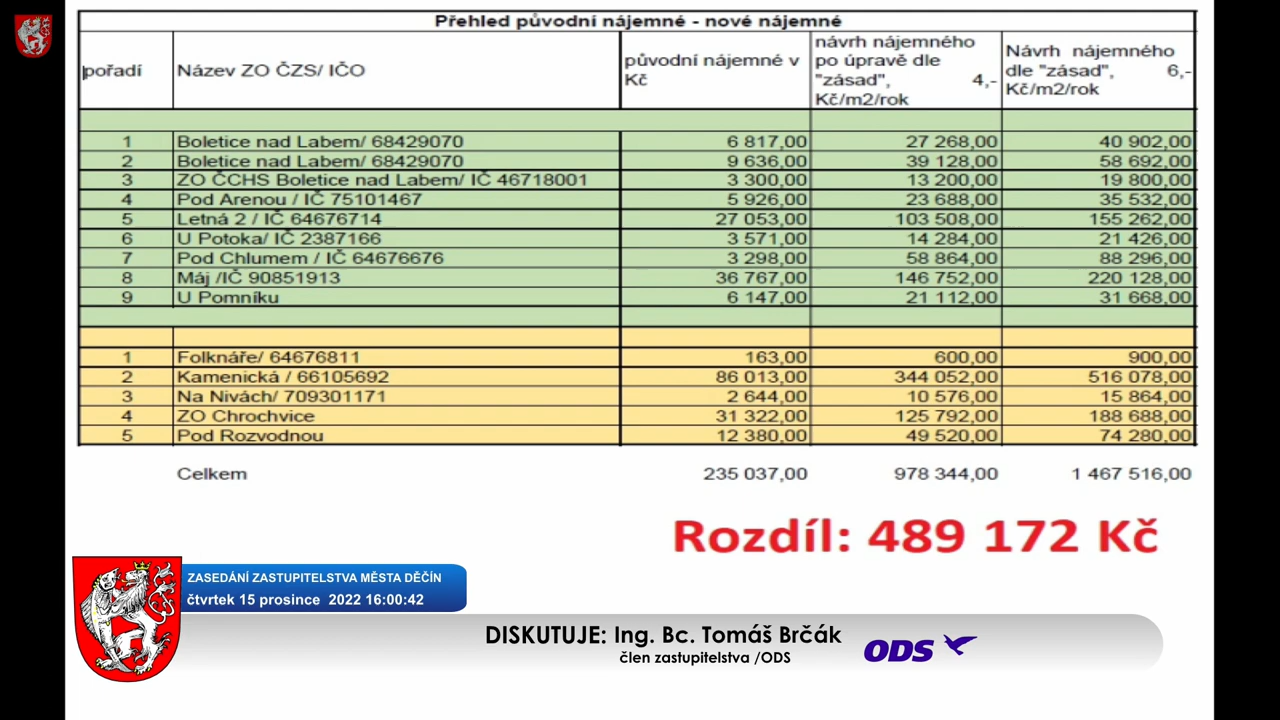 Přehled původní nájemné - nové nájemné
pořadí Název ZO ČZS/ IČO původní nájemné v Kč návrh nájemného po úpravě dle "zásad", 4,- Kč/m2/rok Návrh nájemného dle "zásad", 6,- Kč/m2/rok
1 Boletice nad Labem/ 68429070 6 817,00 27 268,00 40 902,00
2 Boletice nad Labem/ 68429070 9 636,00 39 128,00 58 692,00
3 ZO ČCHS Boletice nad Labem/ IČ 46718001 3 300,00 13 200,00 19 800,00
4 Pod Arenou / IČ 75101467 5 926,00 23 688,00 35 532,00
5 Letná 2 / IČ 64676714 27 053,00 103 508,00 155 262,00
6 U Potoka/ IČ 2387166 3 571,00 14 284,00 21 426,00
7 Pod Chlumem / IČ 64676676 3 298,00 58 864,00 88 296,00
8 Máj /IČ 90851913 36 767,00 146 752,00 220 128,00
9 U Pomníku 6 147,00 21 112,00 31 668,00
1 Folknáře/ 64676811 163,00 600,00 900,00
2 Kamenická / 66105692 86 013,00 344 052,00 516 078,00
3 Na Nivách/ 709301171 2 644,00 10 576,00 15 864,00
4 ZO Chrochvice 31 322,00 125 792,00 188 688,00
5 Pod Rozvodnou 12 380,00 49 520,00 74 280,00
Celkem 235 037,00 978 344,00 1 467 516,00
Rozdíl: 489 172 Kč
ZASEDÁNÍ ZASTUPITELSTVA MĚSTA DĚČÍN
čtvrtek 15 prosince 2022 16:00:42
DISKUTUJE: Ing. Bc. Tomáš Brčák
člen zastupitelstva /ODS
ODS